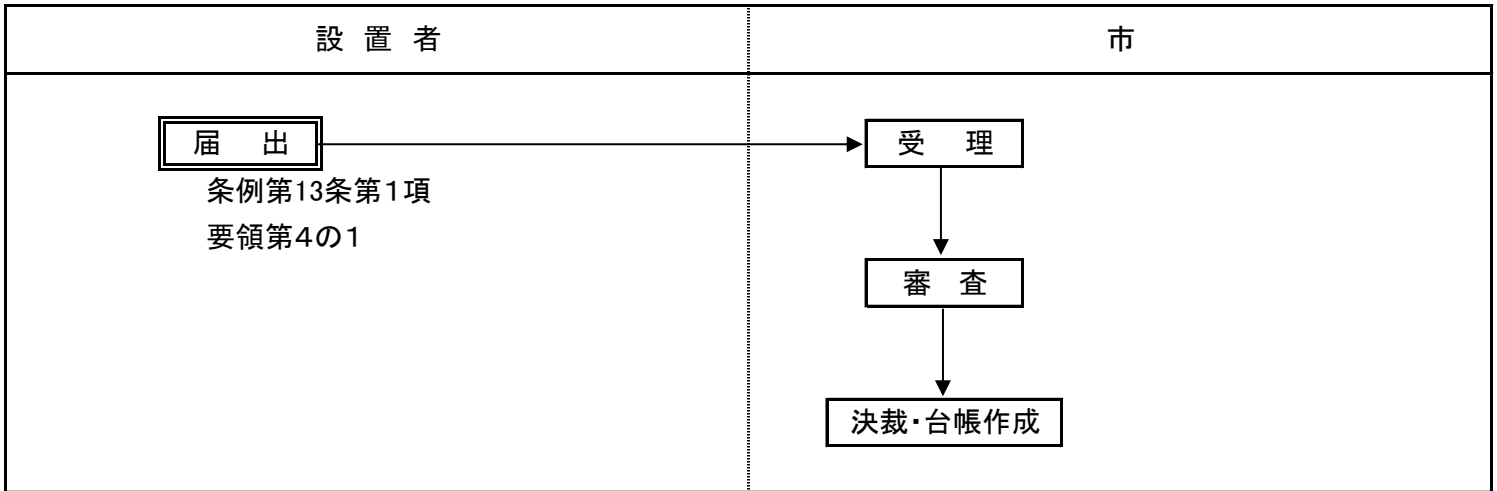 設 置 者
市
届 出
受 理
条例第13条第１項
要領第４の１
審 査
決裁・台帳作成